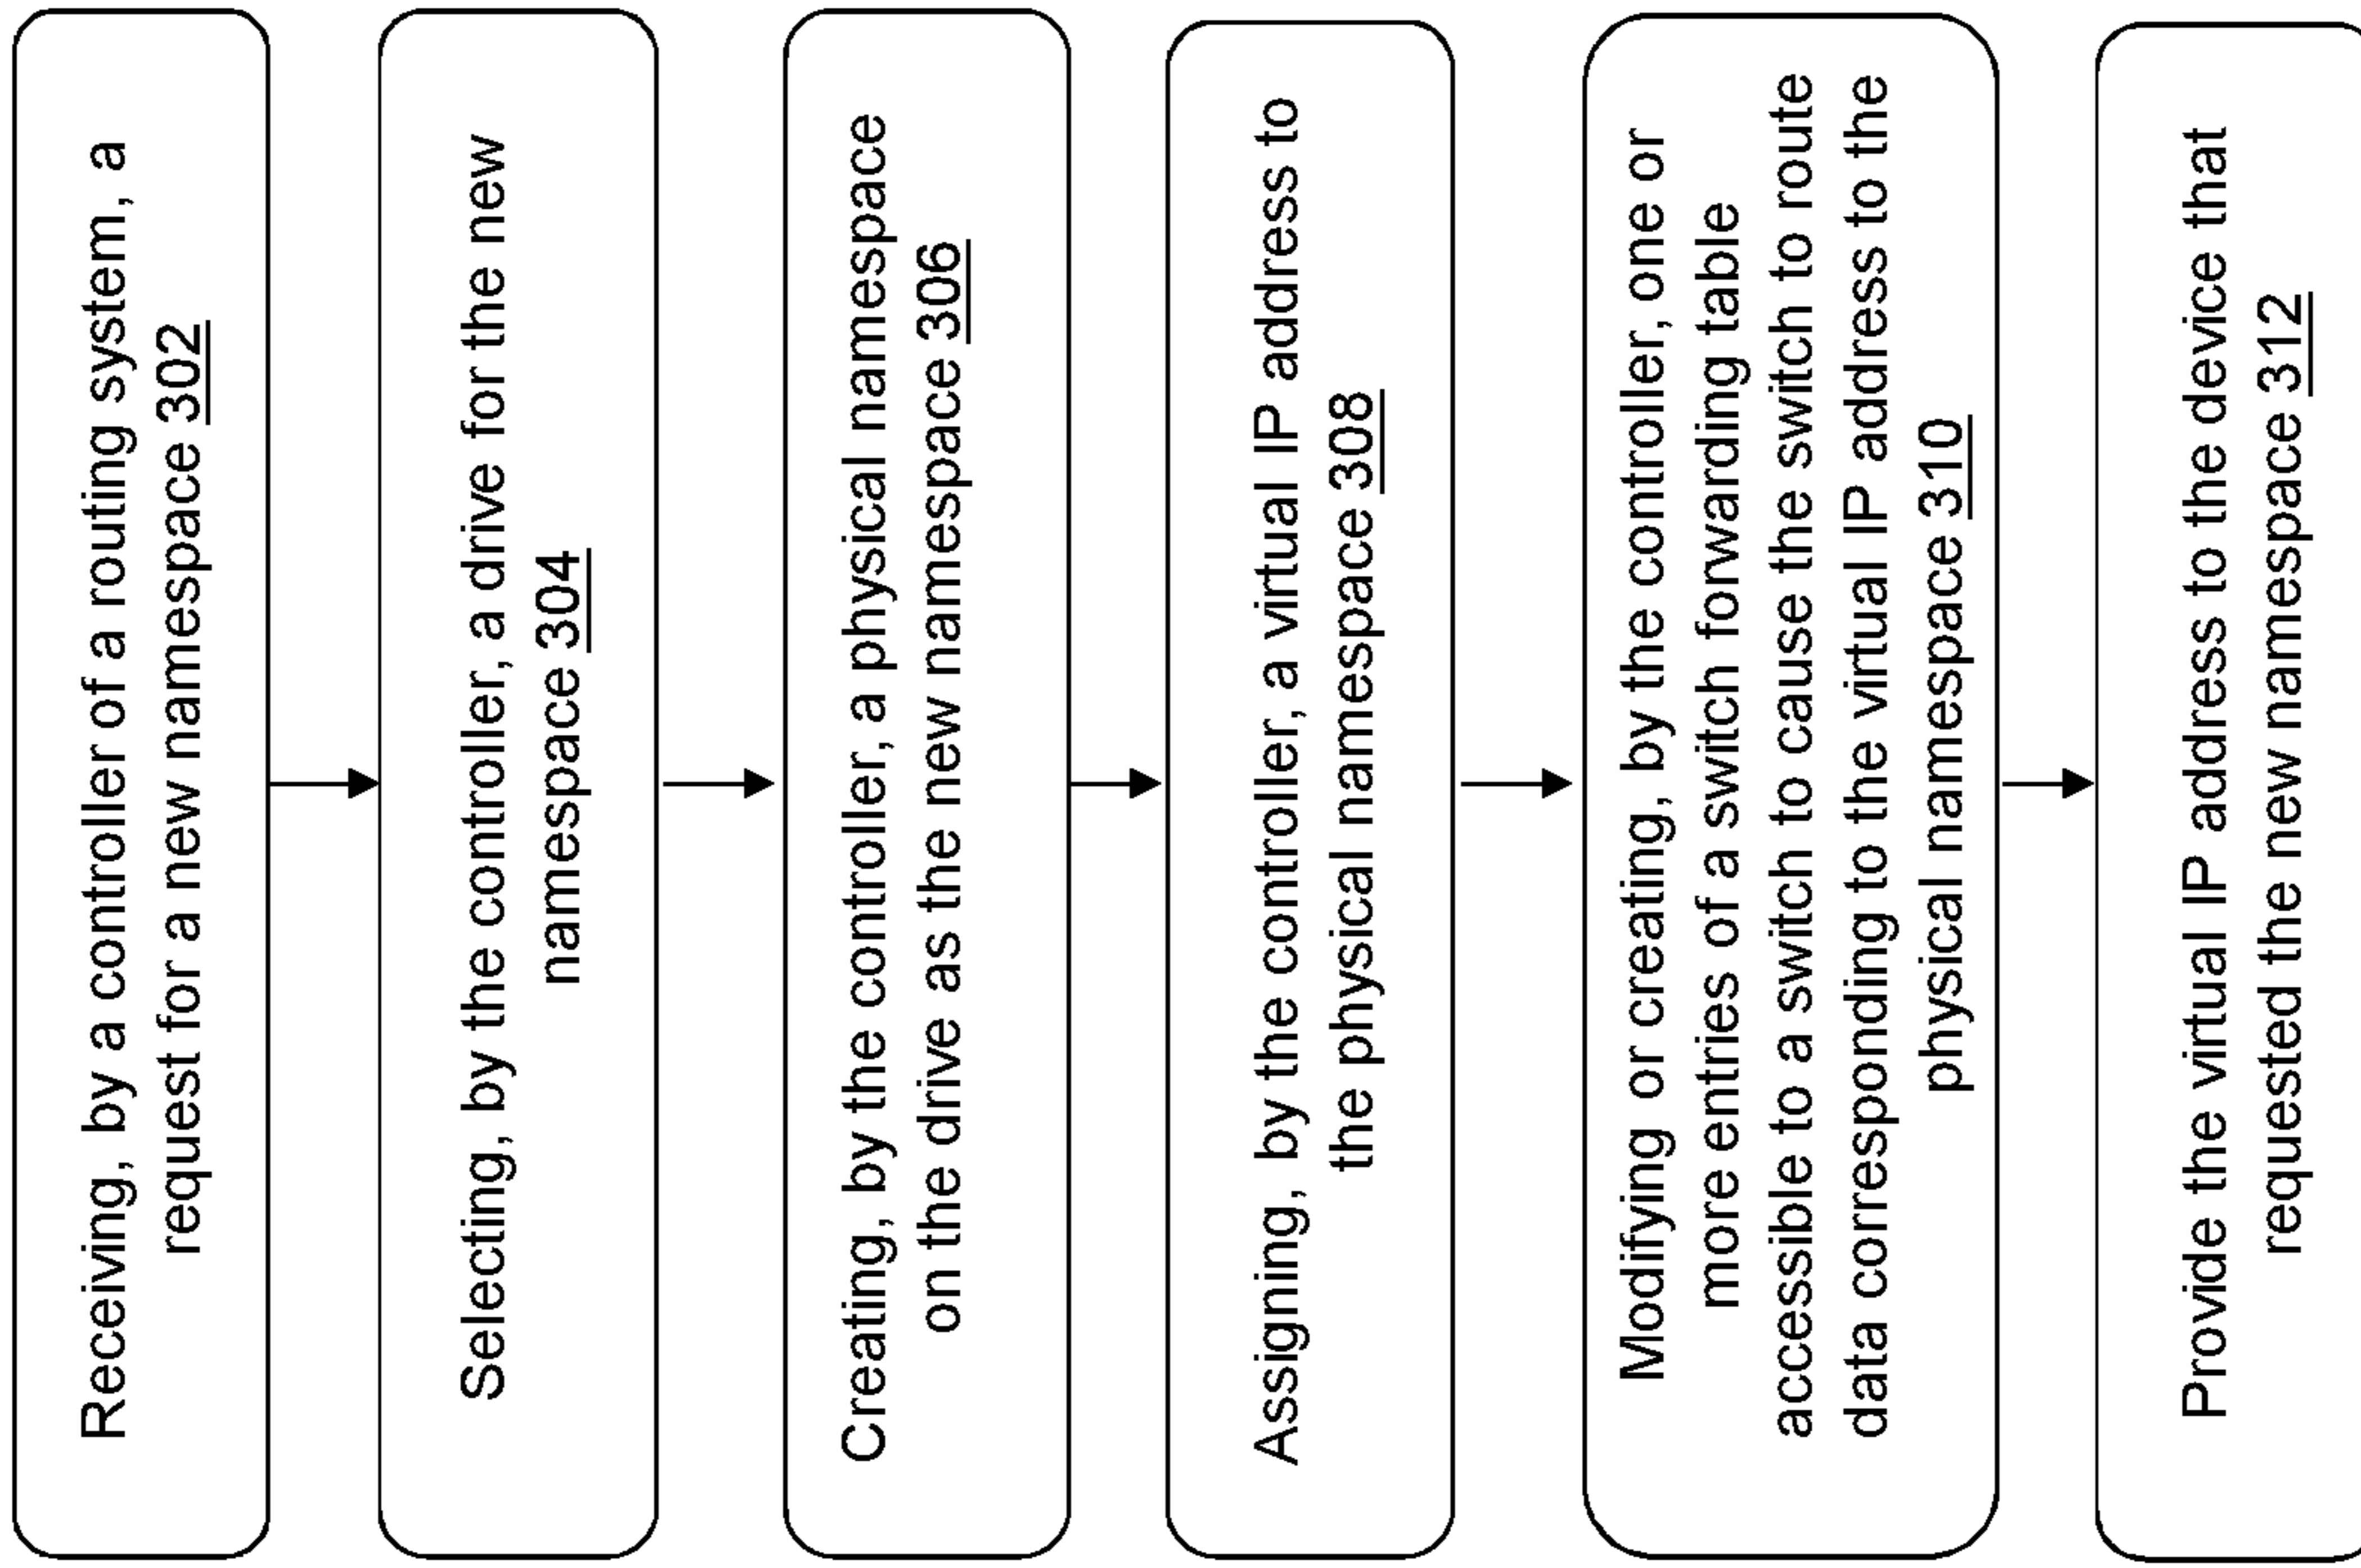 Receiving, by a controller of a routing system, a
request for a new namespace 302
Selecting, by the controller, a drive for the new
namespace 304
Creating, by the controller, a physical namespace
on the drive as the new namespace 306
Assigning, by the controller, a virtual IP address to
the physical namespace 308
Modifying or creating, by the controller, one or
more entries of a switch forwarding table
accessible to a switch to cause the switch to route
data corresponding to the virtual IP address to the
physical namespace 310
Provide the virtual IP address to the device that
requested the new namespace 312